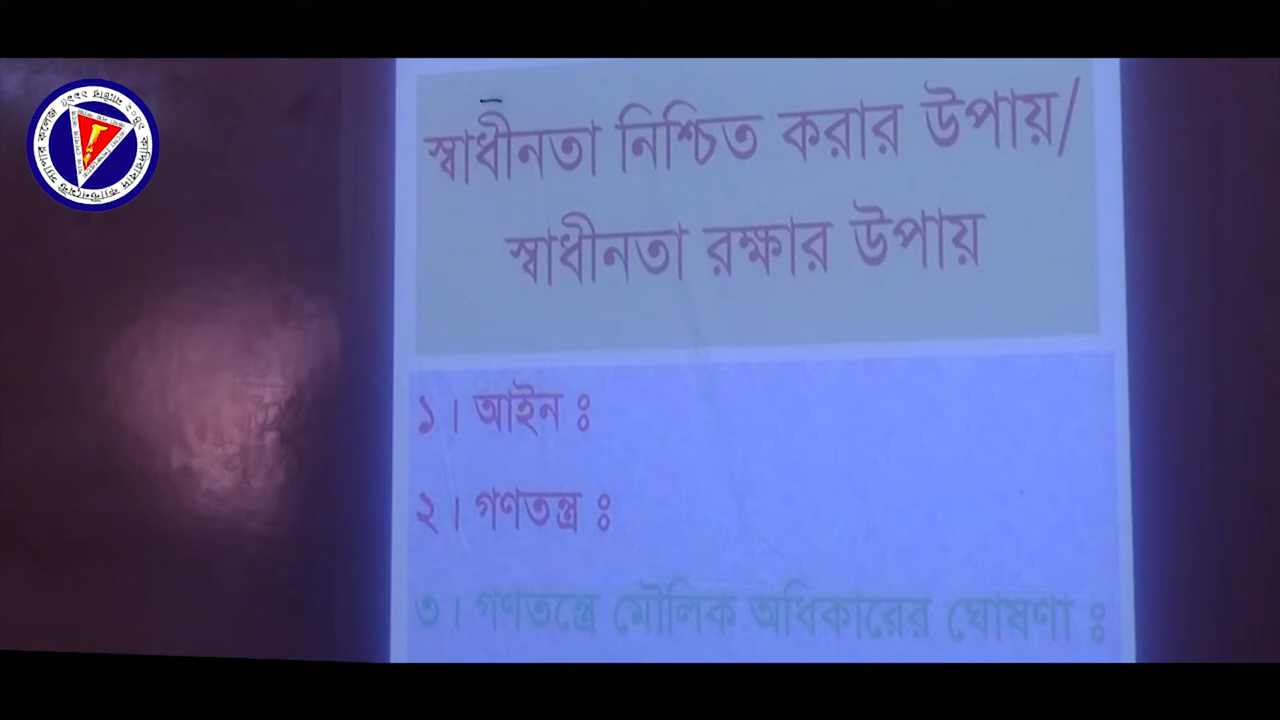 স্বাধীনতা নিশ্চিত করার উপায়/
স্বাধীনতা রক্ষার উপায়
১। আইন ঃ
২। গণতন্ত্র ঃ
৩। গণতন্ত্রে মৌলিক অধিকারের ঘোষণা ঃ